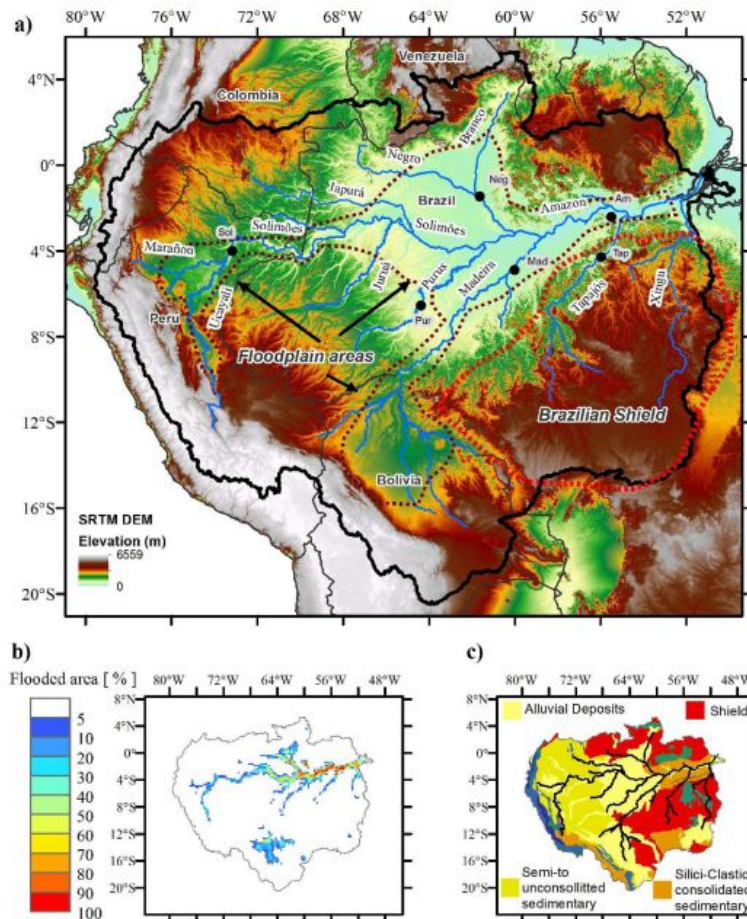 a)
80°W 76°W 72°W 68°W 64°W 60°W 56°W 52°W
4°N
0°
4°S
8°S
12°S
16°S
20°S
Venezuela
Colombia
Branco
Negro
Neg
Iapurá
Brazil
Amazon
Am
Sol
Solimões
Solimões
Marañon
Tap
Mad
Juruá
Purus
Madeira
Tapajós
Xingu
Ucayali
Peru
Pur
Floodplain areas
Brazilian Shield
Bolivia
SRTM DEM
Elevation (m)
6559
0
b)
Flooded area [ % ]
5
10
20
30
40
50
60
70
80
90
100
80°W 72°W 64°W 56°W 48°W
8°N
4°N
0°
4°S
8°S
12°S
16°S
20°S
c)
80°W 72°W 64°W 56°W 48°W
8°N
4°N
0°
4°S
8°S
12°S
16°S
20°S
Alluvial Deposits
Shield
Semi-to
unconsollitted
sedimentary
Silici-Clastic
consolidated
sedimentary